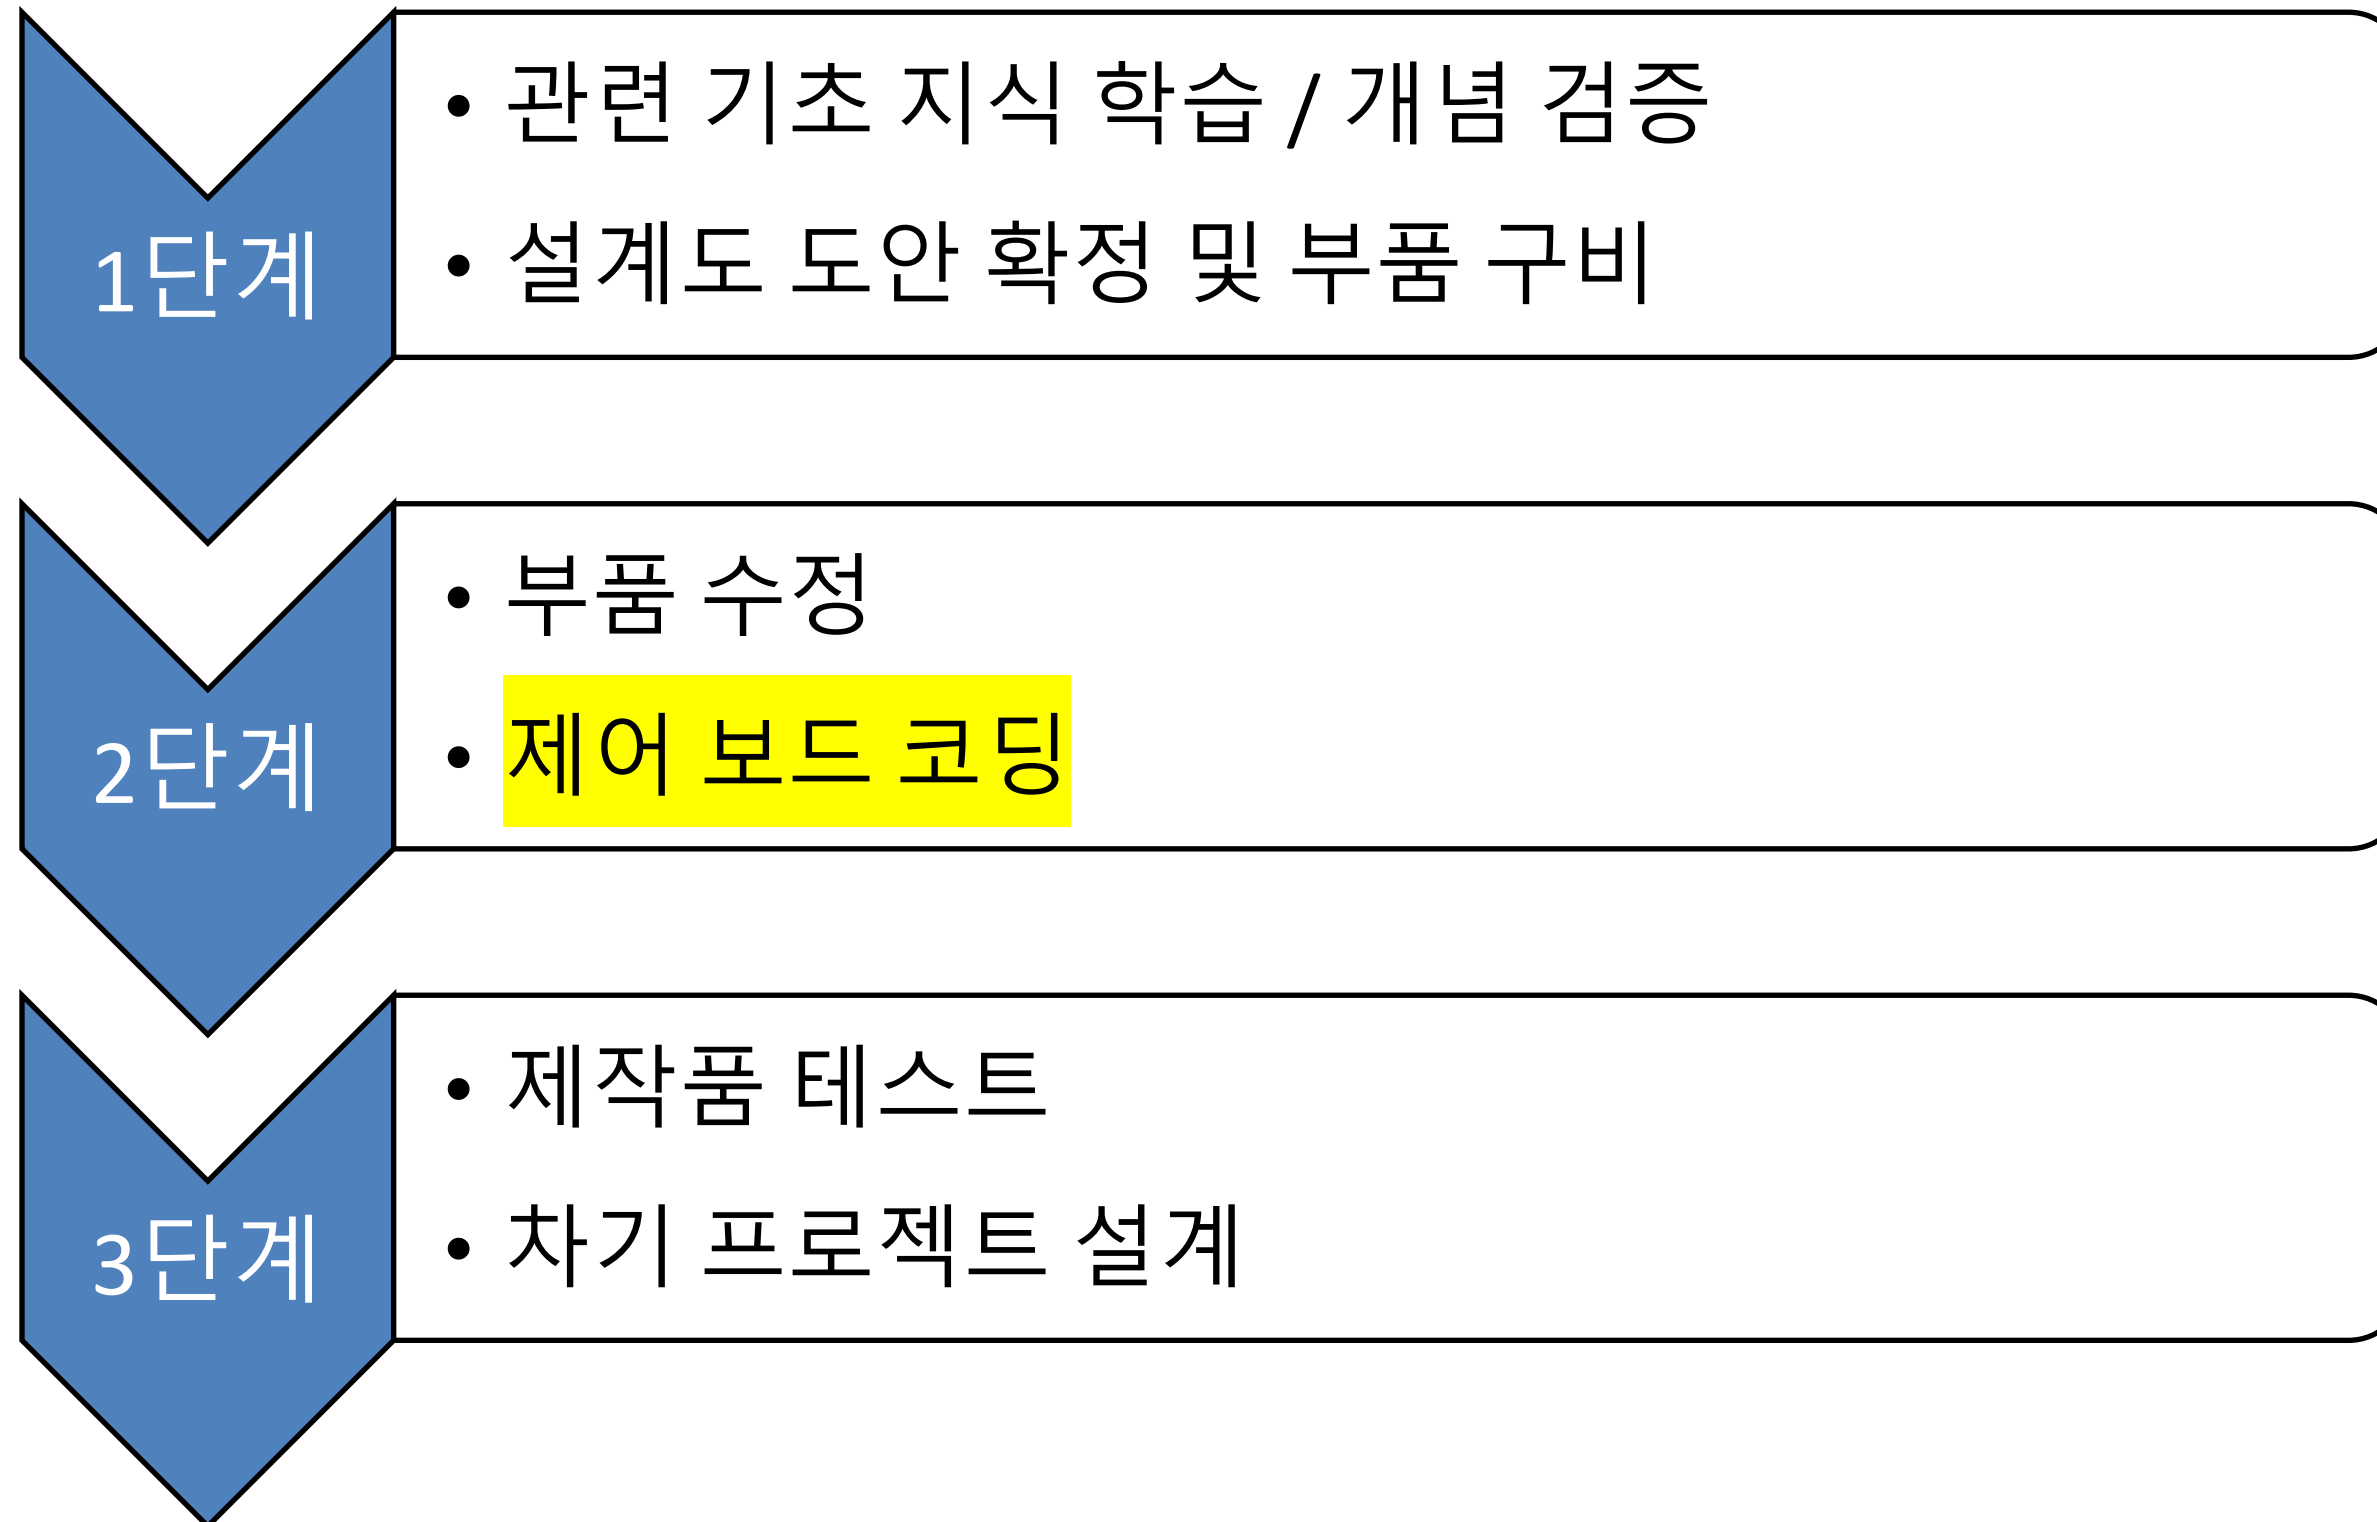 1단계
• 관련 기초 지식 학습/개념 검증
• 설계도 도안 확정 및 부품 구비
2단계
• 부품 수정
• 제어 보드 코딩
3단계
• 제작품 테스트
• 차기 프로젝트 설계